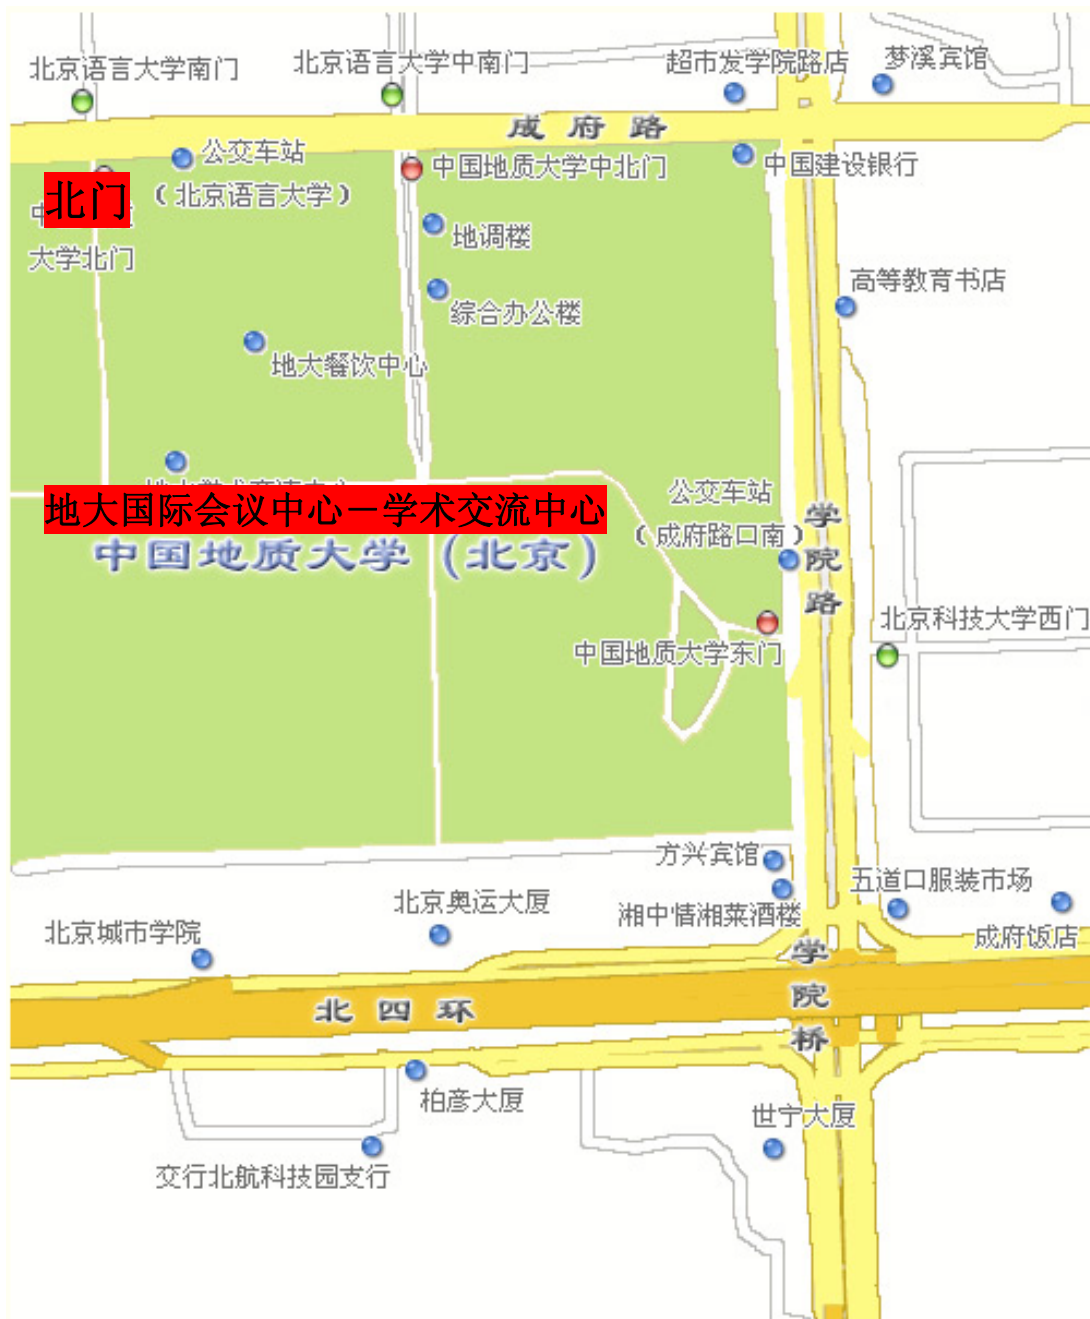 北京语言大学南门
北京语言大学中南门
超市发学院路店
梦溪宾馆
成府路
公交车站
（北京语言大学）
中国地质大学中北门
中国建设银行
北门
大学北门
地调楼
高等教育书店
综合办公楼
地大餐饮中心
地大国际会议中心－学术交流中心
中国地质大学（北京）
公交车站
（成府路口南）
学院路
北京科技大学西门
中国地质大学东门
方兴宾馆
五道口服装市场
湘中情湘菜酒楼
北京奥运大厦
北京城市学院
成府饭店
学院桥
北四环
柏彦大厦
世宁大厦
交行北航科技园支行